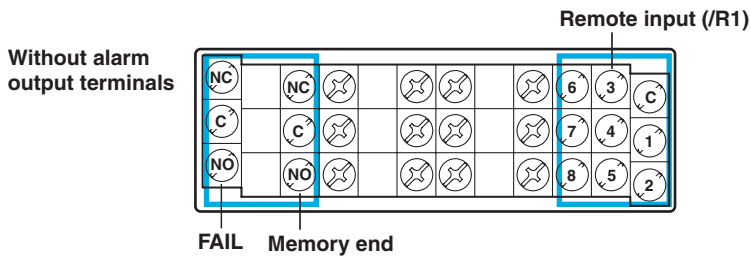 Remote input (/R1)
Without alarm
output terminals
NC NC 6 3 C
C C 7 4 1
NO NO 8 5 2
FAIL Memory end